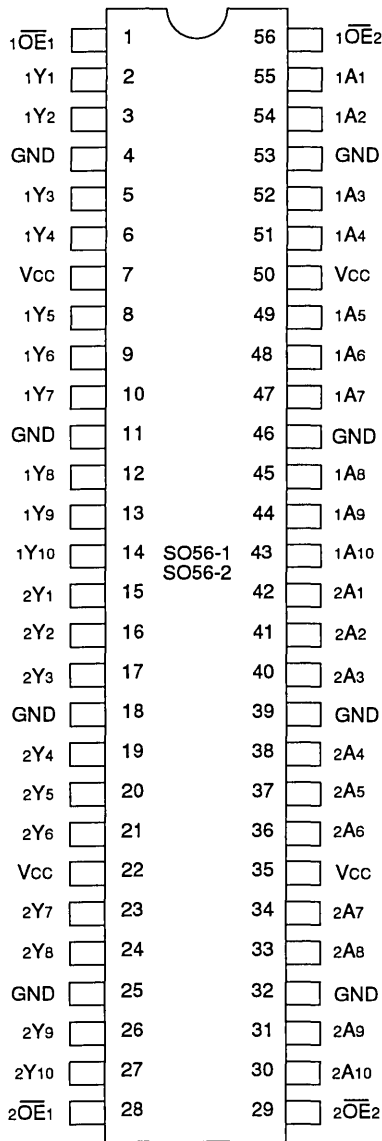 1OE1 1 56 1OE2
1Y1 2 55 1A1
1Y2 3 54 1A2
GND 4 53 GND
1Y3 5 52 1A3
1Y4 6 51 1A4
VCC 7 50 VCC
1Y5 8 49 1A5
1Y6 9 48 1A6
1Y7 10 47 1A7
GND 11 46 GND
1Y8 12 45 1A8
1Y9 13 44 1A9
1Y10 14 SO56-1 43 1A10
SO56-2
2Y1 15 42 2A1
2Y2 16 41 2A2
2Y3 17 40 2A3
GND 18 39 GND
2Y4 19 38 2A4
2Y5 20 37 2A5
2Y6 21 36 2A6
VCC 22 35 VCC
2Y7 23 34 2A7
2Y8 24 33 2A8
GND 25 32 GND
2Y9 26 31 2A9
2Y10 27 30 2A10
2OE1 28 29 2OE2